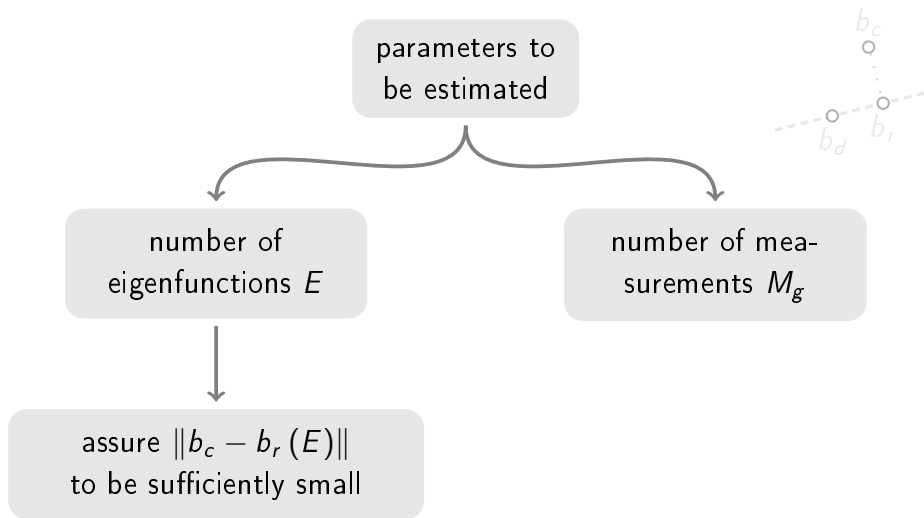 parameters to
be estimated
b_c
b_d
b_r
number of
eigenfunctions E
number of mea-
surements M_g
assure ‖b_c − b_r (E)‖
to be sufficiently small